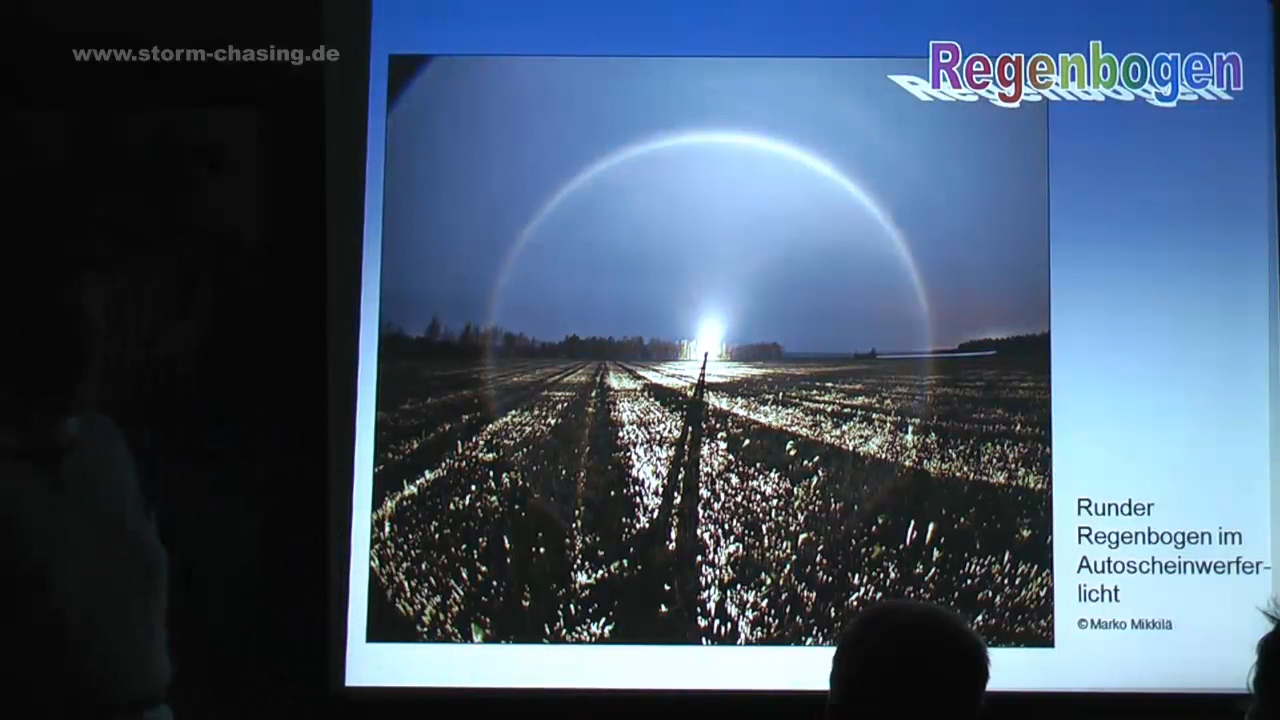 www.storm-chasing.de
Regenbogen
Runder
Regenbogen im
Autoscheinwerfer-
licht
© Marko Mikkilä